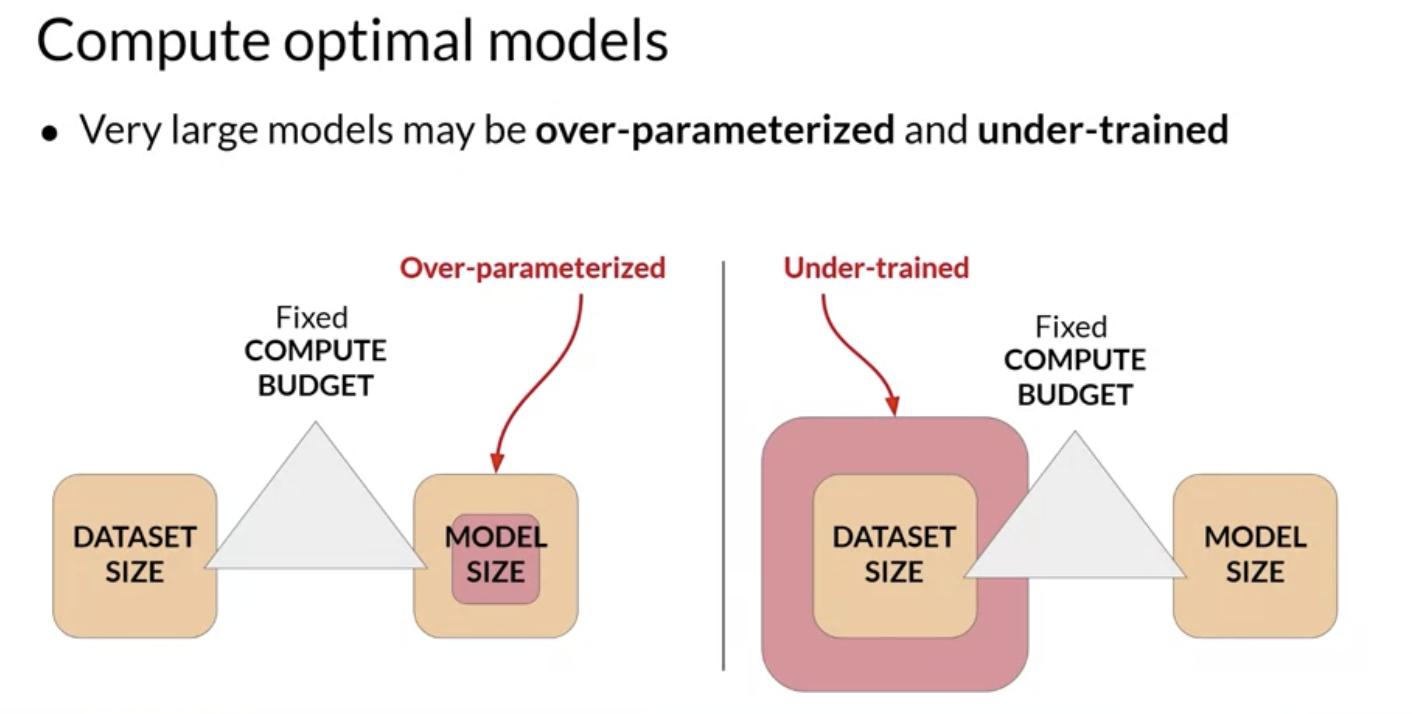 Compute optimal models
• Very large models may be over-parameterized and under-trained
Over-parameterized
Fixed
COMPUTE
BUDGET
DATASET
SIZE
MODEL
SIZE
Under-trained
Fixed
COMPUTE
BUDGET
DATASET
SIZE
MODEL
SIZE